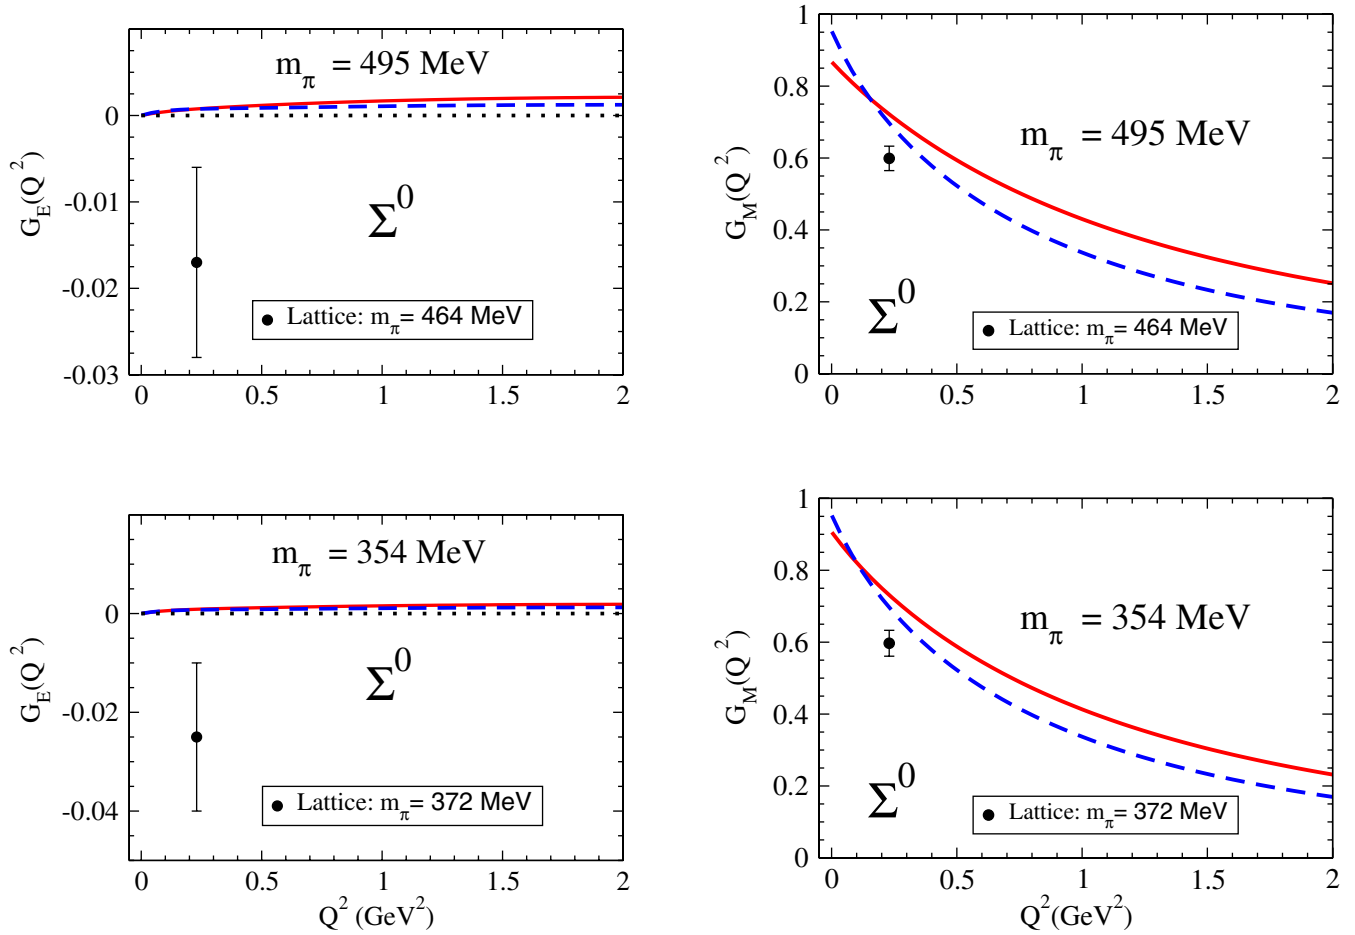 m_π = 495 MeV
0
-0.01
-0.02
-0.03
G_E(Q^2)
Σ^0
Lattice: m_π= 464 MeV
0 0.5 1 1.5 2
1
0.8
0.6
0.4
0.2
0
G_M(Q^2)
m_π = 495 MeV
Σ^0
Lattice: m_π= 464 MeV
0 0.5 1 1.5 2
m_π = 354 MeV
0
-0.02
-0.04
G_E(Q^2)
Σ^0
Lattice: m_π= 372 MeV
0 0.5 1 1.5 2
Q^2 (GeV^2)
1
0.8
0.6
0.4
0.2
0
G_M(Q^2)
m_π = 354 MeV
Σ^0
Lattice: m_π= 372 MeV
0 0.5 1 1.5 2
Q^2(GeV^2)